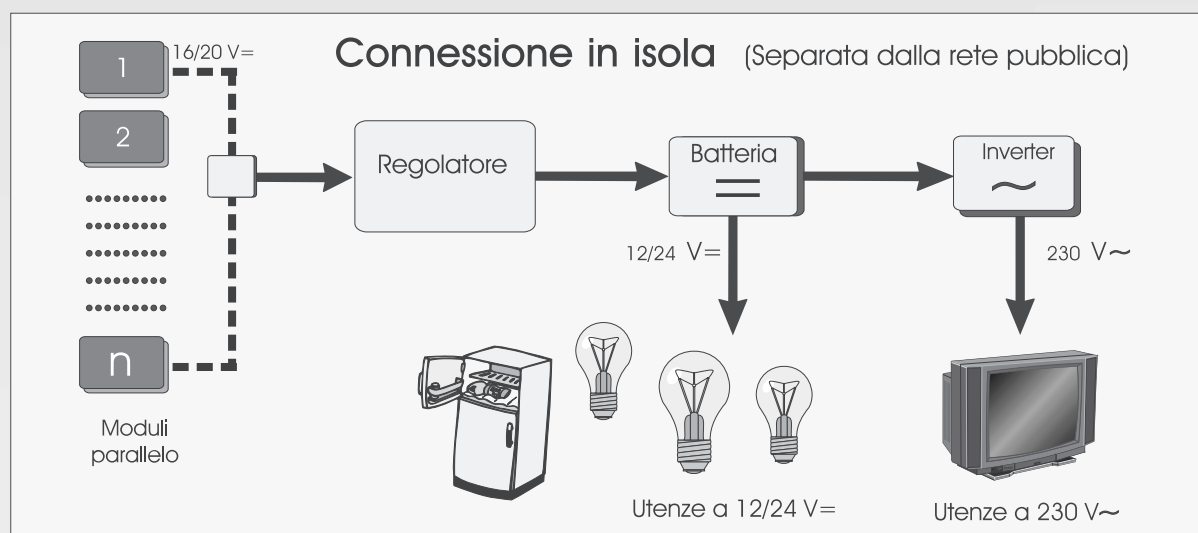 Connessione in isola (Separata dalla rete pubblica)
16/20 V=
1
2
n
Moduli
parallelo
Regolatore
Batteria
=
Inverter
~
12/24 V=
230 V~
Utenze a 12/24 V=
Utenze a 230 V~